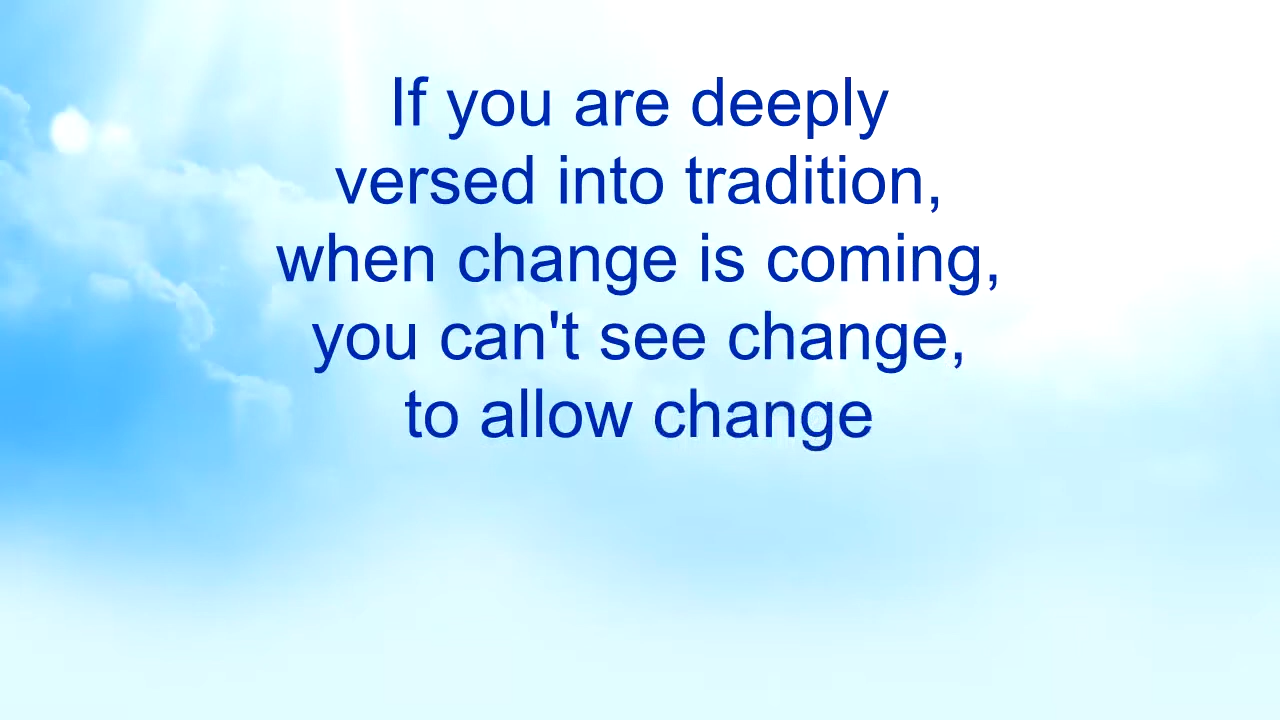 If you are deeply
versed into tradition,
when change is coming,
you can't see change,
to allow change